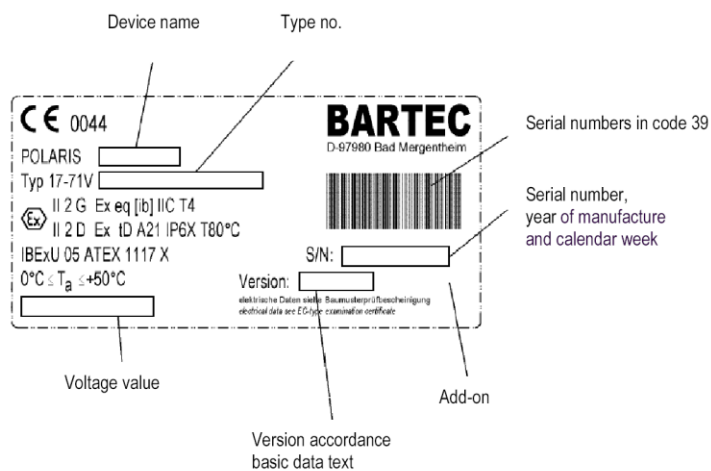 Device name
Type no.
CE 0044
BARTEC
D-97980 Bad Mergentheim
Serial numbers in code 39
POLARIS
Typ 17-71V
Ex
II 2 G Ex eq [ib] IIC T4
II 2 D Ex tD A21 IP6X T80°C
Serial number,
year of manufacture
and calendar week
IBExU 05 ATEX 1117 X
S/N:
0°C ≤ Ta ≤ +50°C
Version:
elektrische Daten siehe Baumusterprüfbescheinigung
electrical data see EC-type examination certificate
Voltage value
Add-on
Version accordance
basic data text